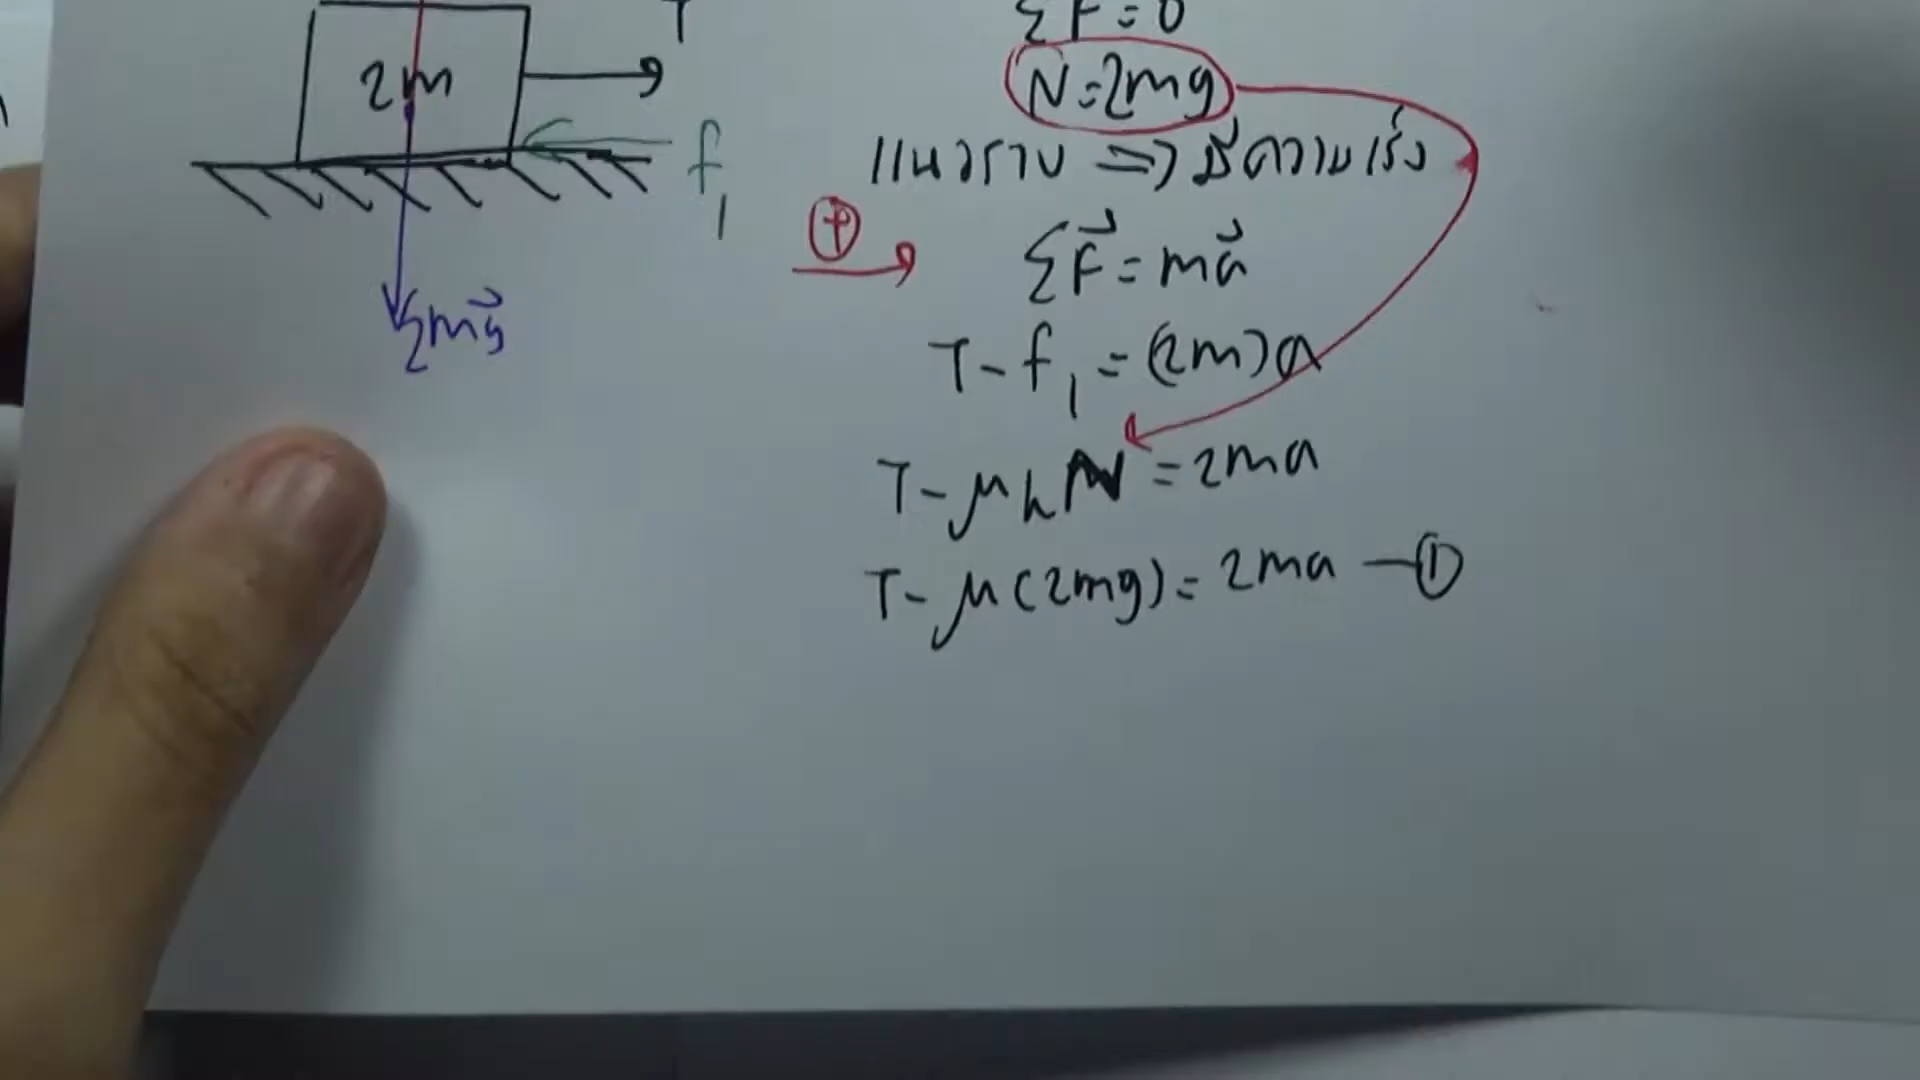 T
2m
f₁
2mg⃗
ΣF = 0
N = 2mg
แนวราบ ⇒ มีความเร่ง
⊕
ΣF⃗ = ma⃗
T - f₁ = (2m)a
T - μₖN = 2ma
T - μ(2mg) = 2ma —①